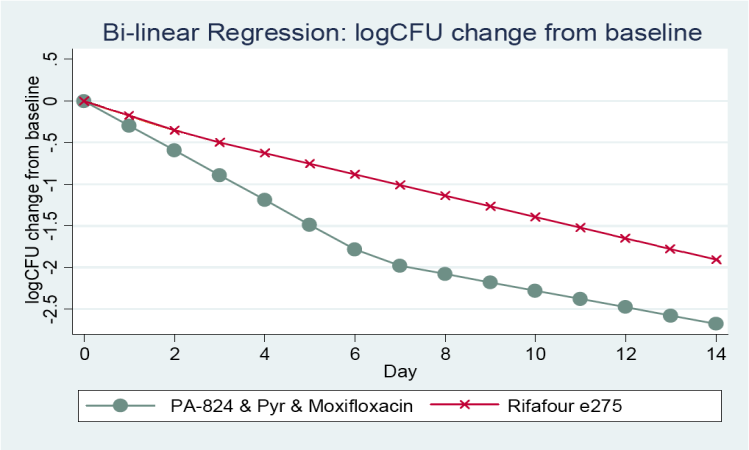 Bi-linear Regression: logCFU change from baseline
logCFU change from baseline
.5
0
-.5
-1
-1.5
-2
-2.5
0 2 4 6 8 10 12 14
Day
PA-824 & Pyr & Moxifloxacin Rifafour e275